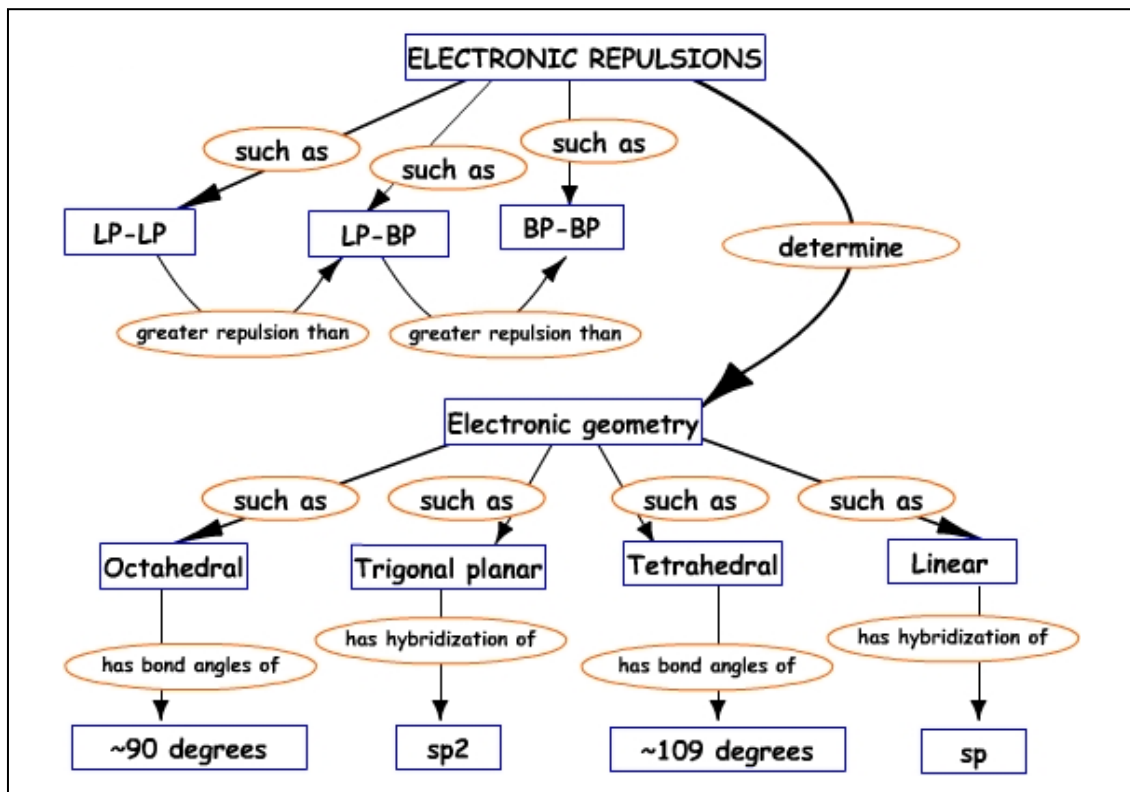 ELECTRONIC REPULSIONS
such as
such as
such as
LP-LP
LP-BP
BP-BP
determine
greater repulsion than
greater repulsion than
Electronic geometry
such as
such as
such as
such as
Octahedral
Trigonal planar
Tetrahedral
Linear
has bond angles of
has hybridization of
has bond angles of
has hybridization of
~90 degrees
sp2
~109 degrees
sp